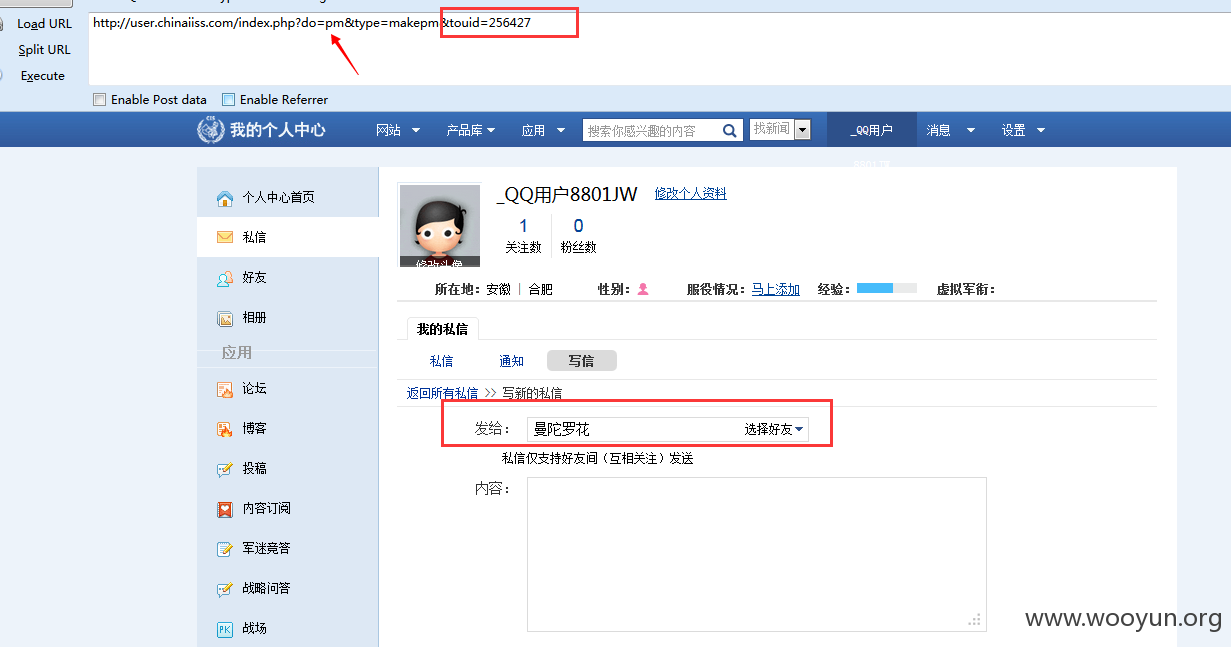 Load URL
http://user.chinaiiss.com/index.php?do=pm&type=makepm&touid=256427
Split URL
Execute
Enable Post data Enable Referrer
CIS 我的个人中心 网站 产品库 应用 搜索你感兴趣的内容 找新闻 _QQ用户 消息 设置
8801JW
个人中心首页
私信
好友
相册
应用
论坛
博客
投稿
内容订阅
军迷竞答
战略问答
PK 战场
修改头像
_QQ用户8801JW 修改个人资料
1 0
关注数 粉丝数
所在地: 安徽 | 合肥 性别: 服役情况: 马上添加 经验: 虚拟军衔:
我的私信
私信 通知 写信
返回所有私信 >> 写新的私信
发给: 曼陀罗花 选择好友
私信仅支持好友间（互相关注）发送
内容:
www.wooyun.org